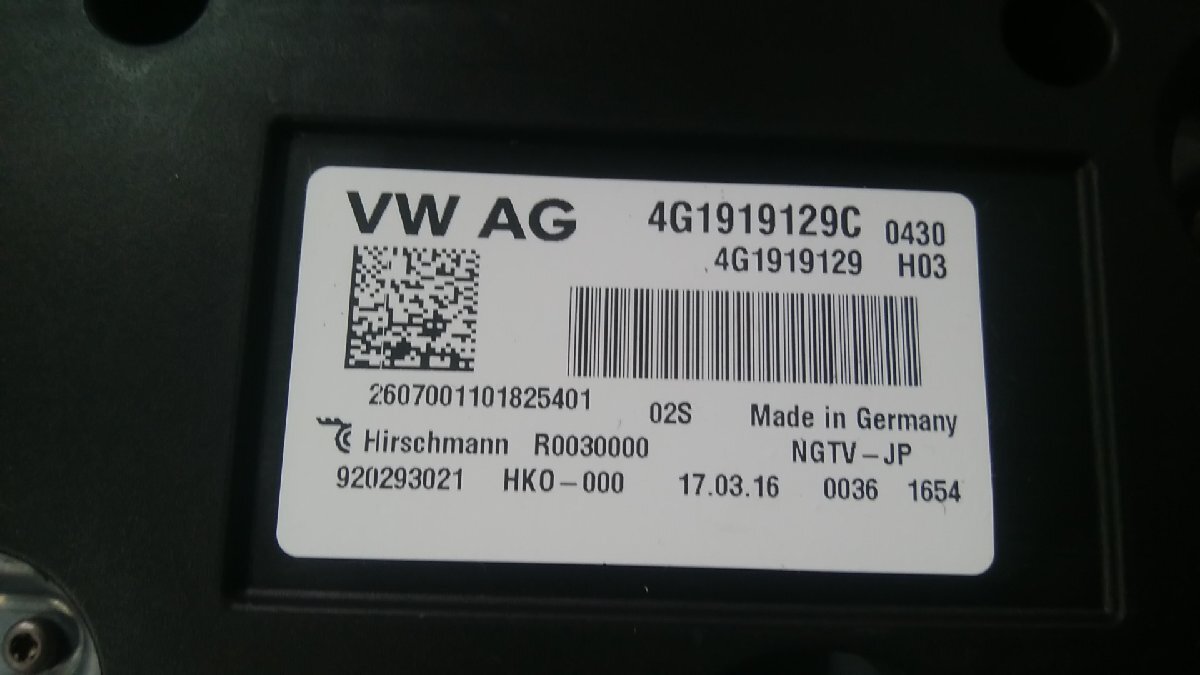 VW AG 4G1919129C 0430
4G1919129 H03
2607001101825401 02S Made in Germany
Hirschmann R0030000 NGTV-JP
920293021 HKO-000 17.03.16 0036 1654